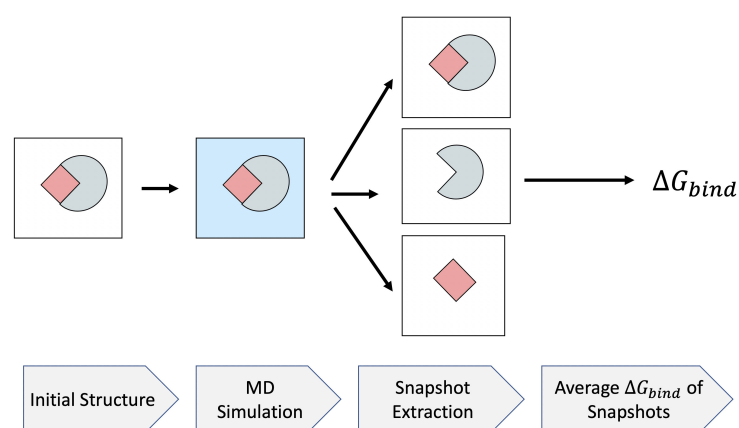 ΔG_bind
Initial Structure
MD
Simulation
Snapshot
Extraction
Average ΔG_bind of
Snapshots